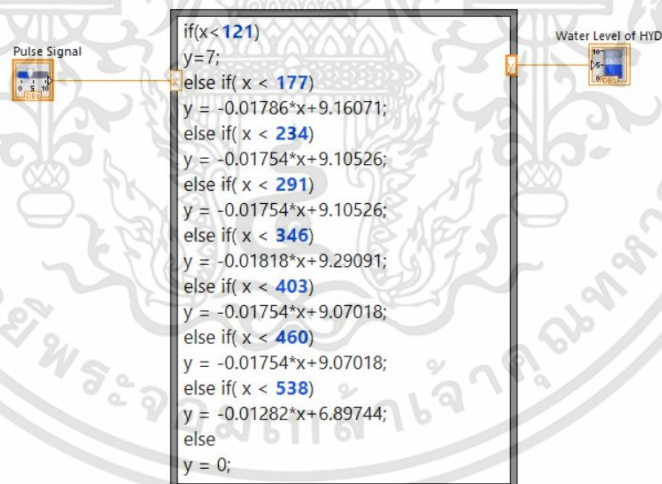 Pulse Signal
Water Level of HYD
if(x<121)
y=7;
else if( x < 177)
y = -0.01786*x+9.16071;
else if( x < 234)
y = -0.01754*x+9.10526;
else if( x < 291)
y = -0.01754*x+9.10526;
else if( x < 346)
y = -0.01818*x+9.29091;
else if( x < 403)
y = -0.01754*x+9.07018;
else if( x < 460)
y = -0.01754*x+9.07018;
else if( x < 538)
y = -0.01282*x+6.89744;
else
y = 0;